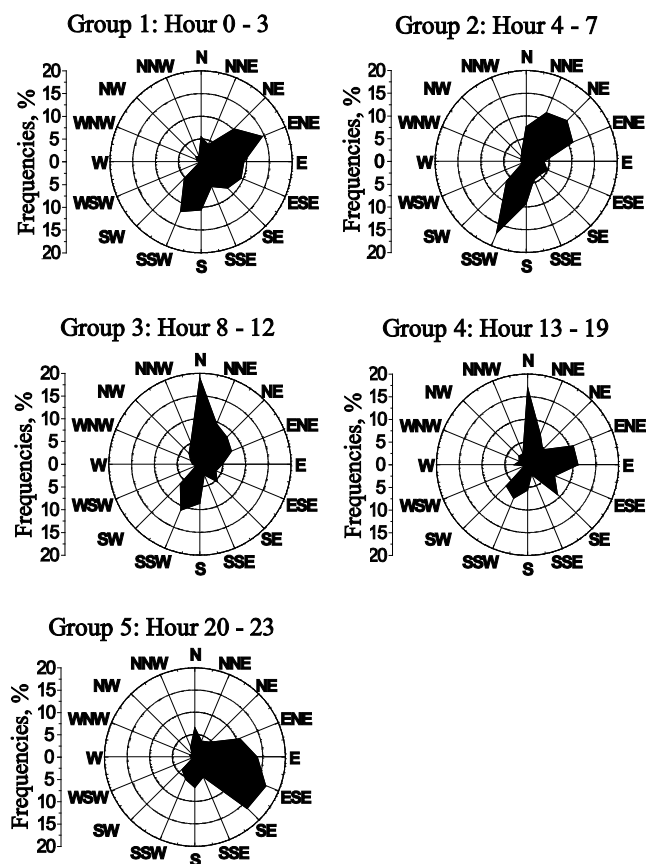 Group 1: Hour 0 - 3
Frequencies, %
20
15
10
5
0
5
10
15
20
N
NNE
NE
ENE
E
ESE
SE
SSE
S
SSW
SW
WSW
W
WNW
NW
NNW
Group 2: Hour 4 - 7
Frequencies, %
20
15
10
5
0
5
10
15
20
N
NNE
NE
ENE
E
ESE
SE
SSE
S
SSW
SW
WSW
W
WNW
NW
NNW
Group 3: Hour 8 - 12
Frequencies, %
20
15
10
5
0
5
10
15
20
N
NNE
NE
ENE
E
ESE
SE
SSE
S
SSW
SW
WSW
W
WNW
NW
NNW
Group 4: Hour 13 - 19
Frequencies, %
20
15
10
5
0
5
10
15
20
N
NNE
NE
ENE
E
ESE
SE
SSE
S
SSW
SW
WSW
W
WNW
NW
NNW
Group 5: Hour 20 - 23
Frequencies, %
20
15
10
5
0
5
10
15
20
N
NNE
NE
ENE
E
ESE
SE
SSE
S
SSW
SW
WSW
W
WNW
NW
NNW